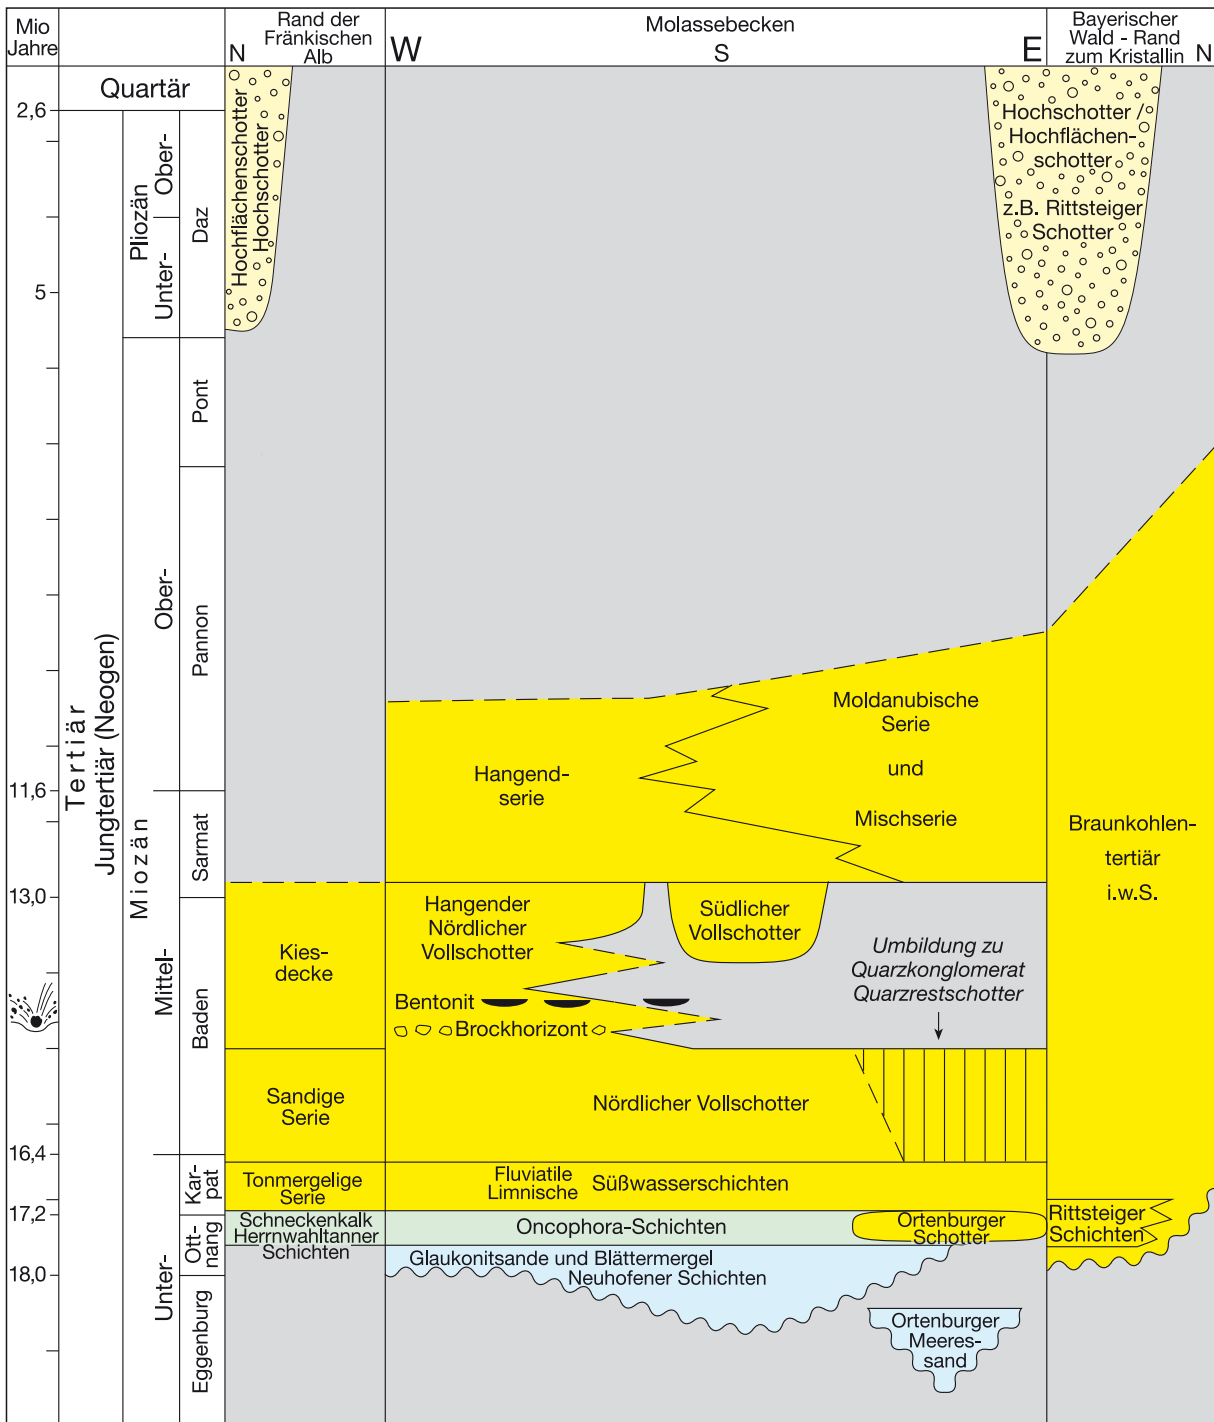 Mio
Jahre
Rand der
Fränkischen
Alb
N
Molassebecken
W
S
E
Bayerischer
Wald - Rand
zum Kristallin
N
Quartär
2,6
5
11,6
13,0
16,4
17,2
18,0
Tertiär
Jungtertiär (Neogen)
Pliozän
Ober-
Unter-
Miozän
Ober-
Mittel-
Unter-
Daz
Pont
Pannon
Sarmat
Baden
Kar-
pat
Ott-
nang
Eggenburg
Hochflächenschotter
Hochschotter
Hochschotter /
Hochflächen-
schotter
z.B. Rittsteiger
Schotter
Moldanubische
Serie
und
Mischserie
Hangend-
serie
Braunkohlen-
tertiär
i.w.S.
Kies-
decke
Hangender
Nördlicher
Vollschotter
Südlicher
Vollschotter
Umbildung zu
Quarzkonglomerat
Quarzrestschotter
Bentonit
Brockhorizont
Sandige
Serie
Nördlicher Vollschotter
Tonmergelige
Serie
Fluviatile
Limnische
Süßwasserschichten
Schneckenkalk
Herrnwahltanner
Schichten
Oncophora-Schichten
Ortenburger
Schotter
Rittsteiger
Schichten
Glaukonitsande und Blättermergel
Neuhofener Schichten
Ortenburger
Meeres-
sand